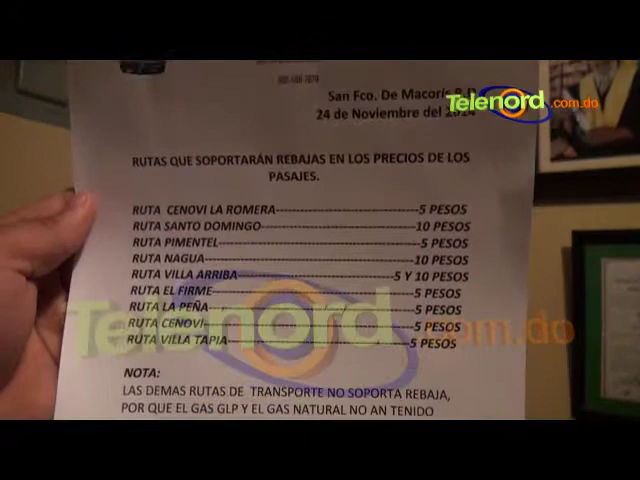 San Fco. De Macorís R.D
Telenord.com.do
24 de Noviembre del 2014
RUTAS QUE SOPORTARÁN REBAJAS EN LOS PRECIOS DE LOS
PASAJES.
RUTA CENOVI LA ROMERA----------------------------5 PESOS
RUTA SANTO DOMINGO------------------------------10 PESOS
RUTA PIMENTEL---------------------------------------5 PESOS
RUTA NAGUA-----------------------------------------10 PESOS
RUTA VILLA ARRIBA------------------------------5 Y 10 PESOS
RUTA EL FIRME---------------------------------------5 PESOS
RUTA LA PEÑA----------------------------------------5 PESOS
RUTA CENOVI-----------------------------------------5 PESOS
RUTA VILLA TAPIA------------------------------------5 PESOS
Telenord.com.do
NOTA:
LAS DEMAS RUTAS DE TRANSPORTE NO SOPORTA REBAJA,
POR QUE EL GAS GLP Y EL GAS NATURAL NO AN TENIDO